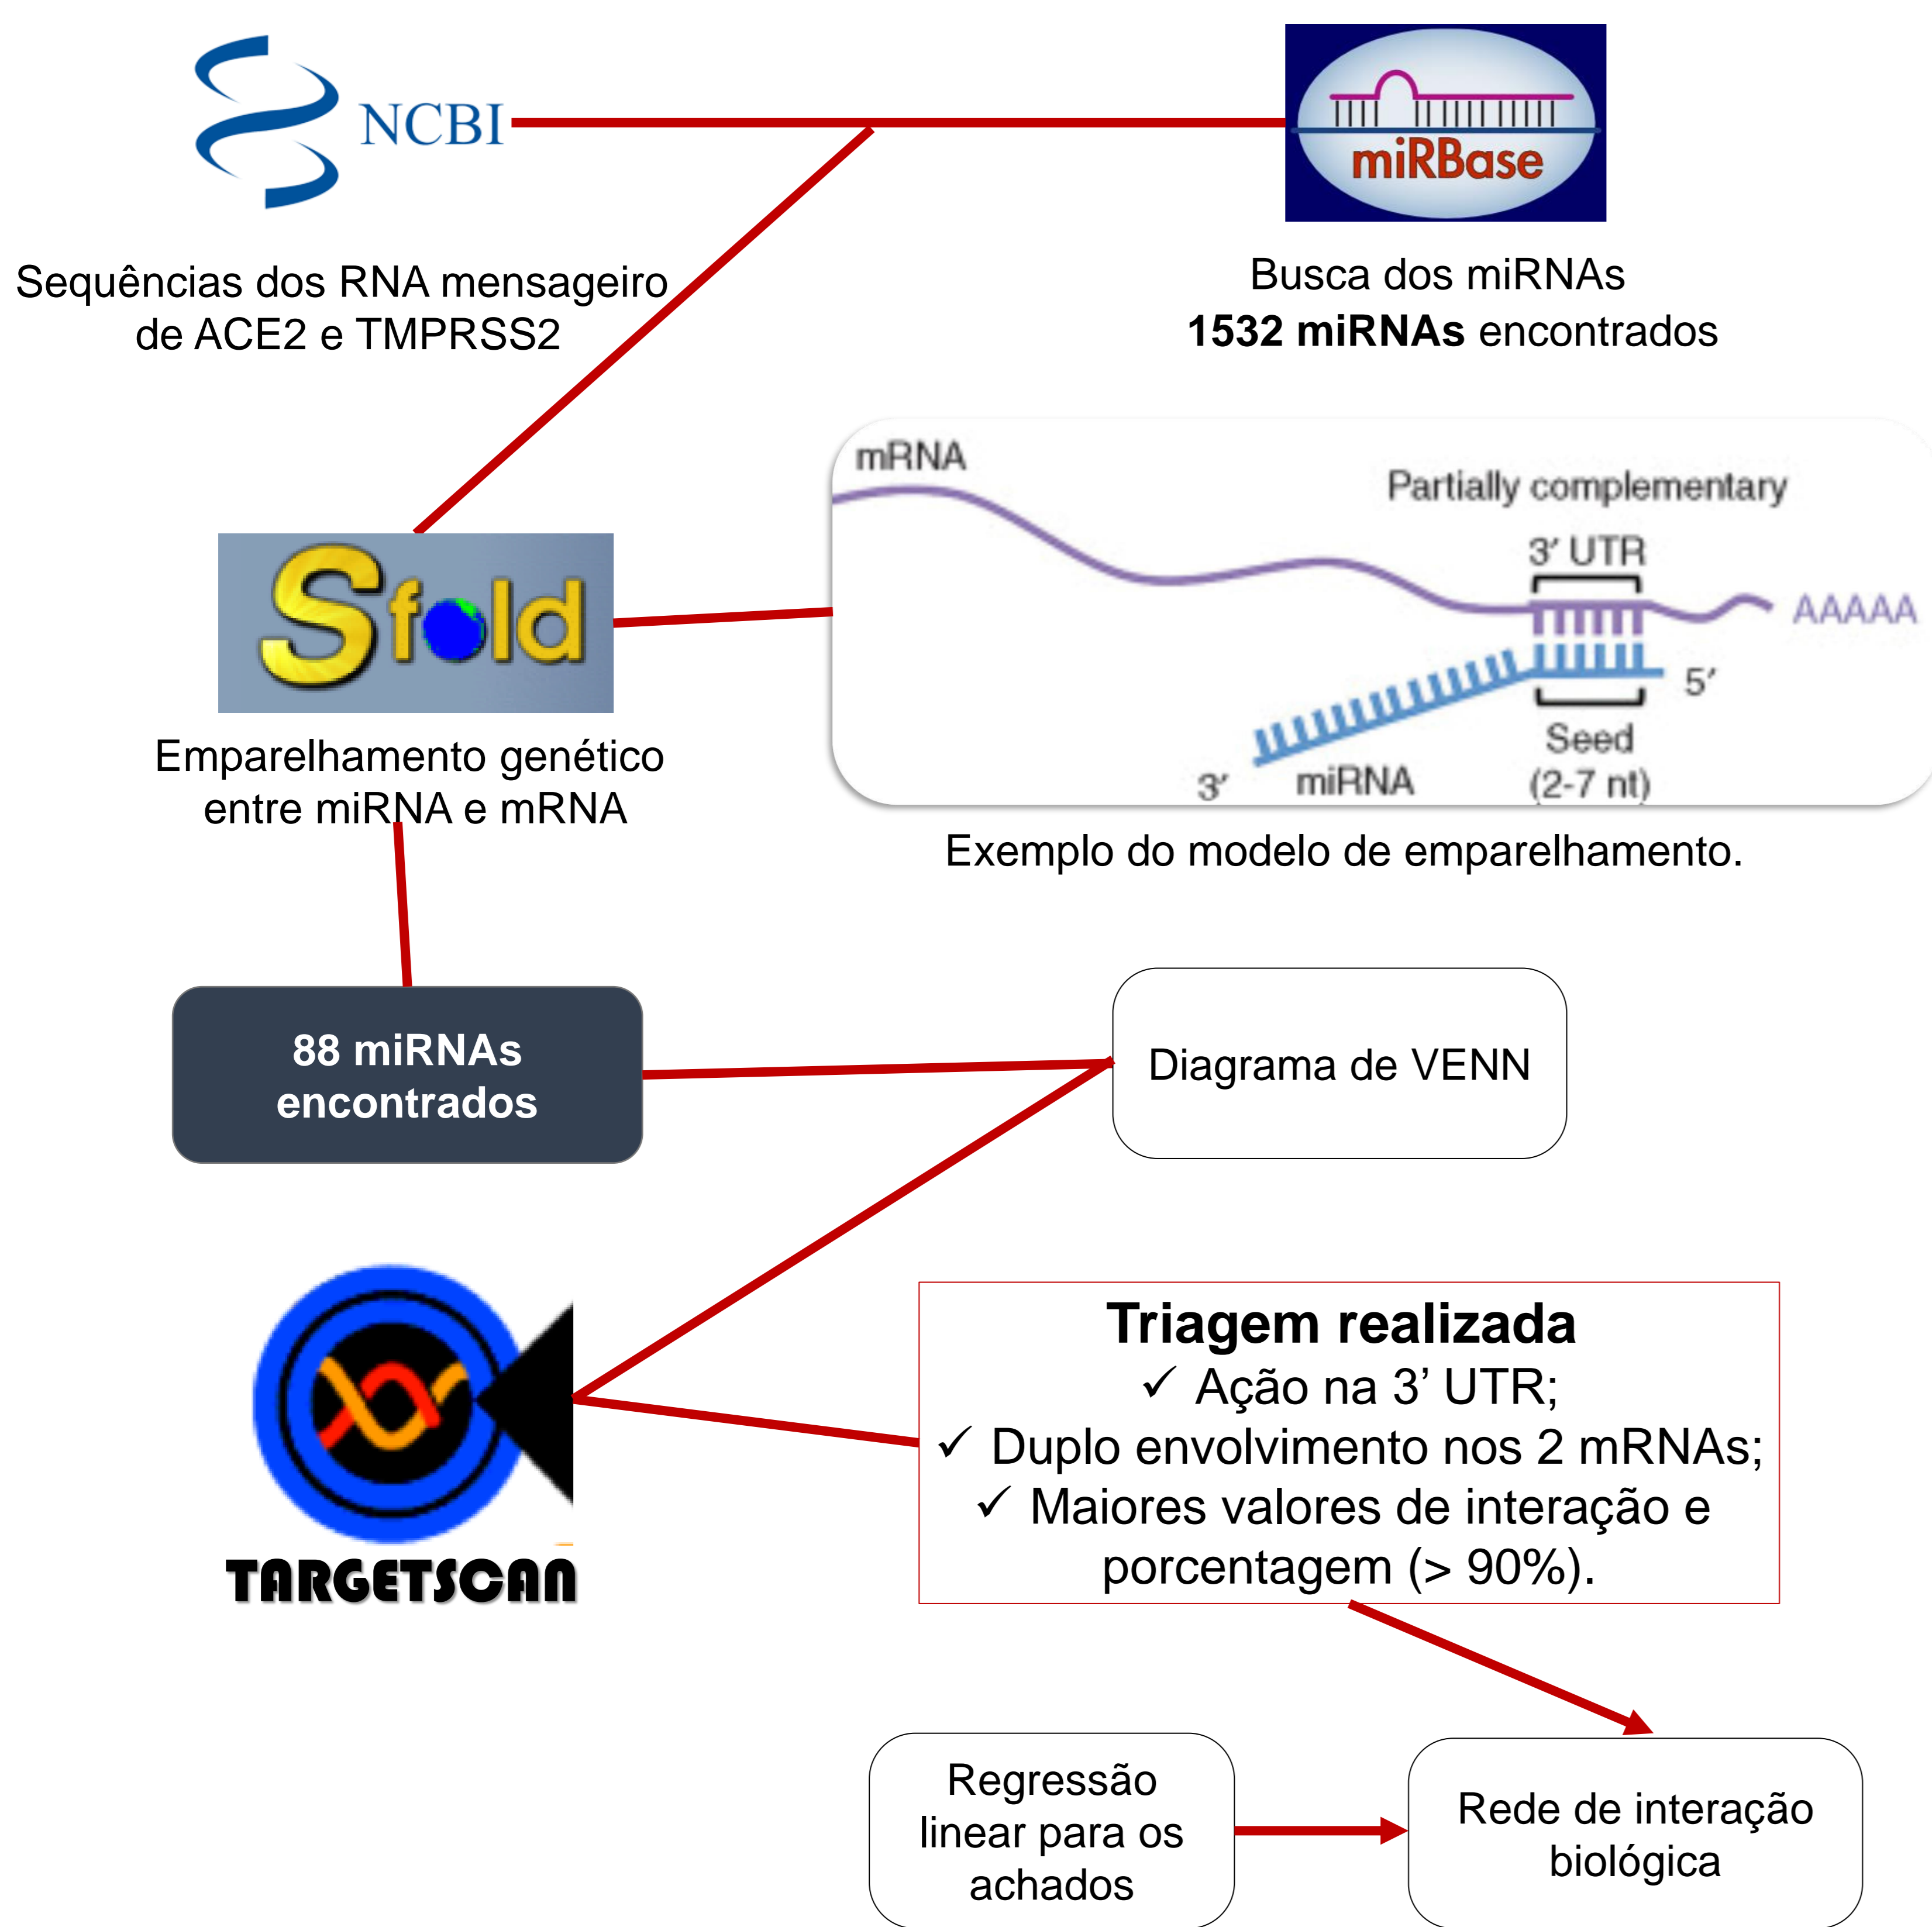 NCBI
miRBase
Sequências dos RNA mensageiro
de ACE2 e TMPRSS2
Busca dos miRNAs
1532 miRNAs encontrados
mRNA
Partially complementary
3′ UTR
AAAAA
5′
Seed
(2-7 nt)
3′
miRNA
Sfold
Emparelhamento genético
entre miRNA e mRNA
Exemplo do modelo de emparelhamento.
88 miRNAs
encontrados
Diagrama de VENN
TARGETSCAN
Triagem realizada
✓ Ação na 3’ UTR;
✓ Duplo envolvimento nos 2 mRNAs;
✓ Maiores valores de interação e
porcentagem (> 90%).
Regressão
linear para os
achados
Rede de interação
biológica